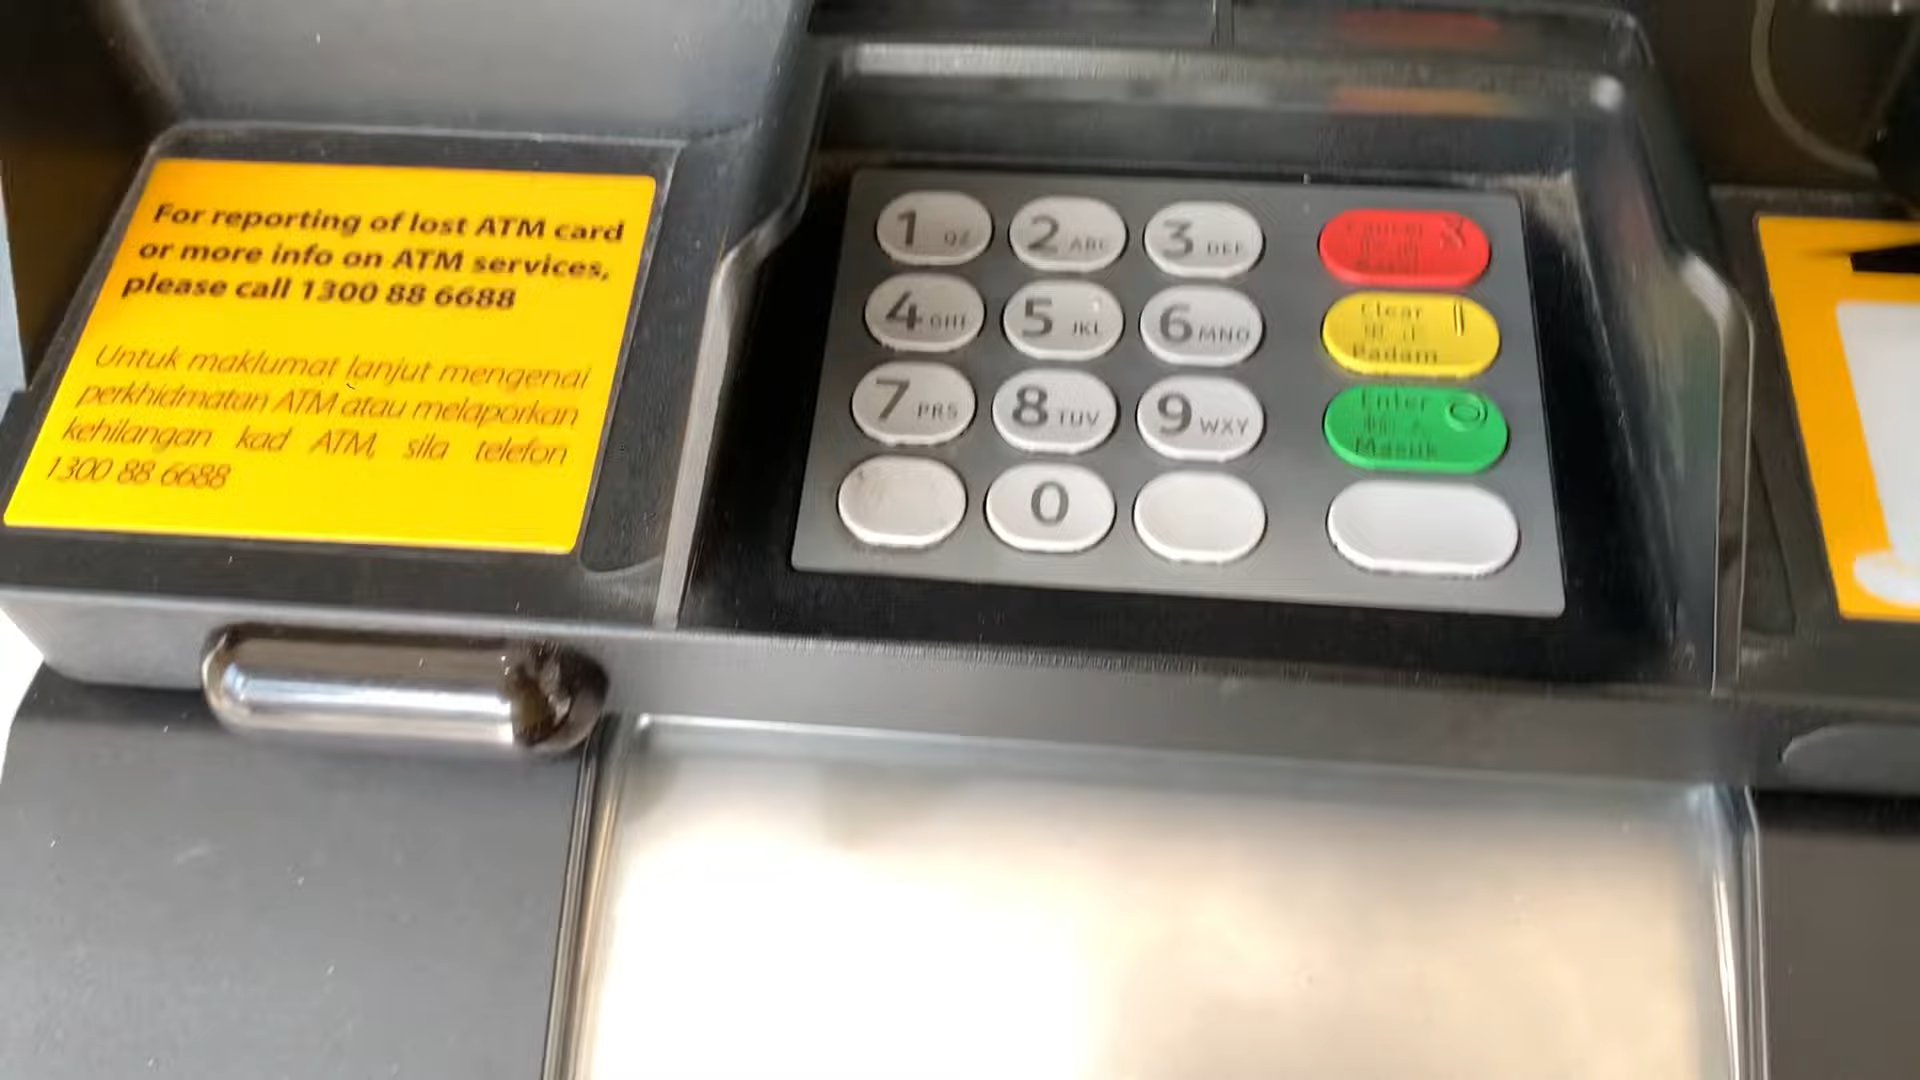 For reporting of lost ATM card
or more info on ATM services,
please call 1300 88 6688
Untuk maklumat lanjut mengenai
perkhidmatan ATM atau melaporkan
kehilangan kad ATM, sila telefon
1300 88 6688
1 QZ 2 ABC 3 DEF
4 GHI 5 JKL 6 MNO
Clear
Padam
7 PRS 8 TUV 9 WXY
Enter
Masuk
0